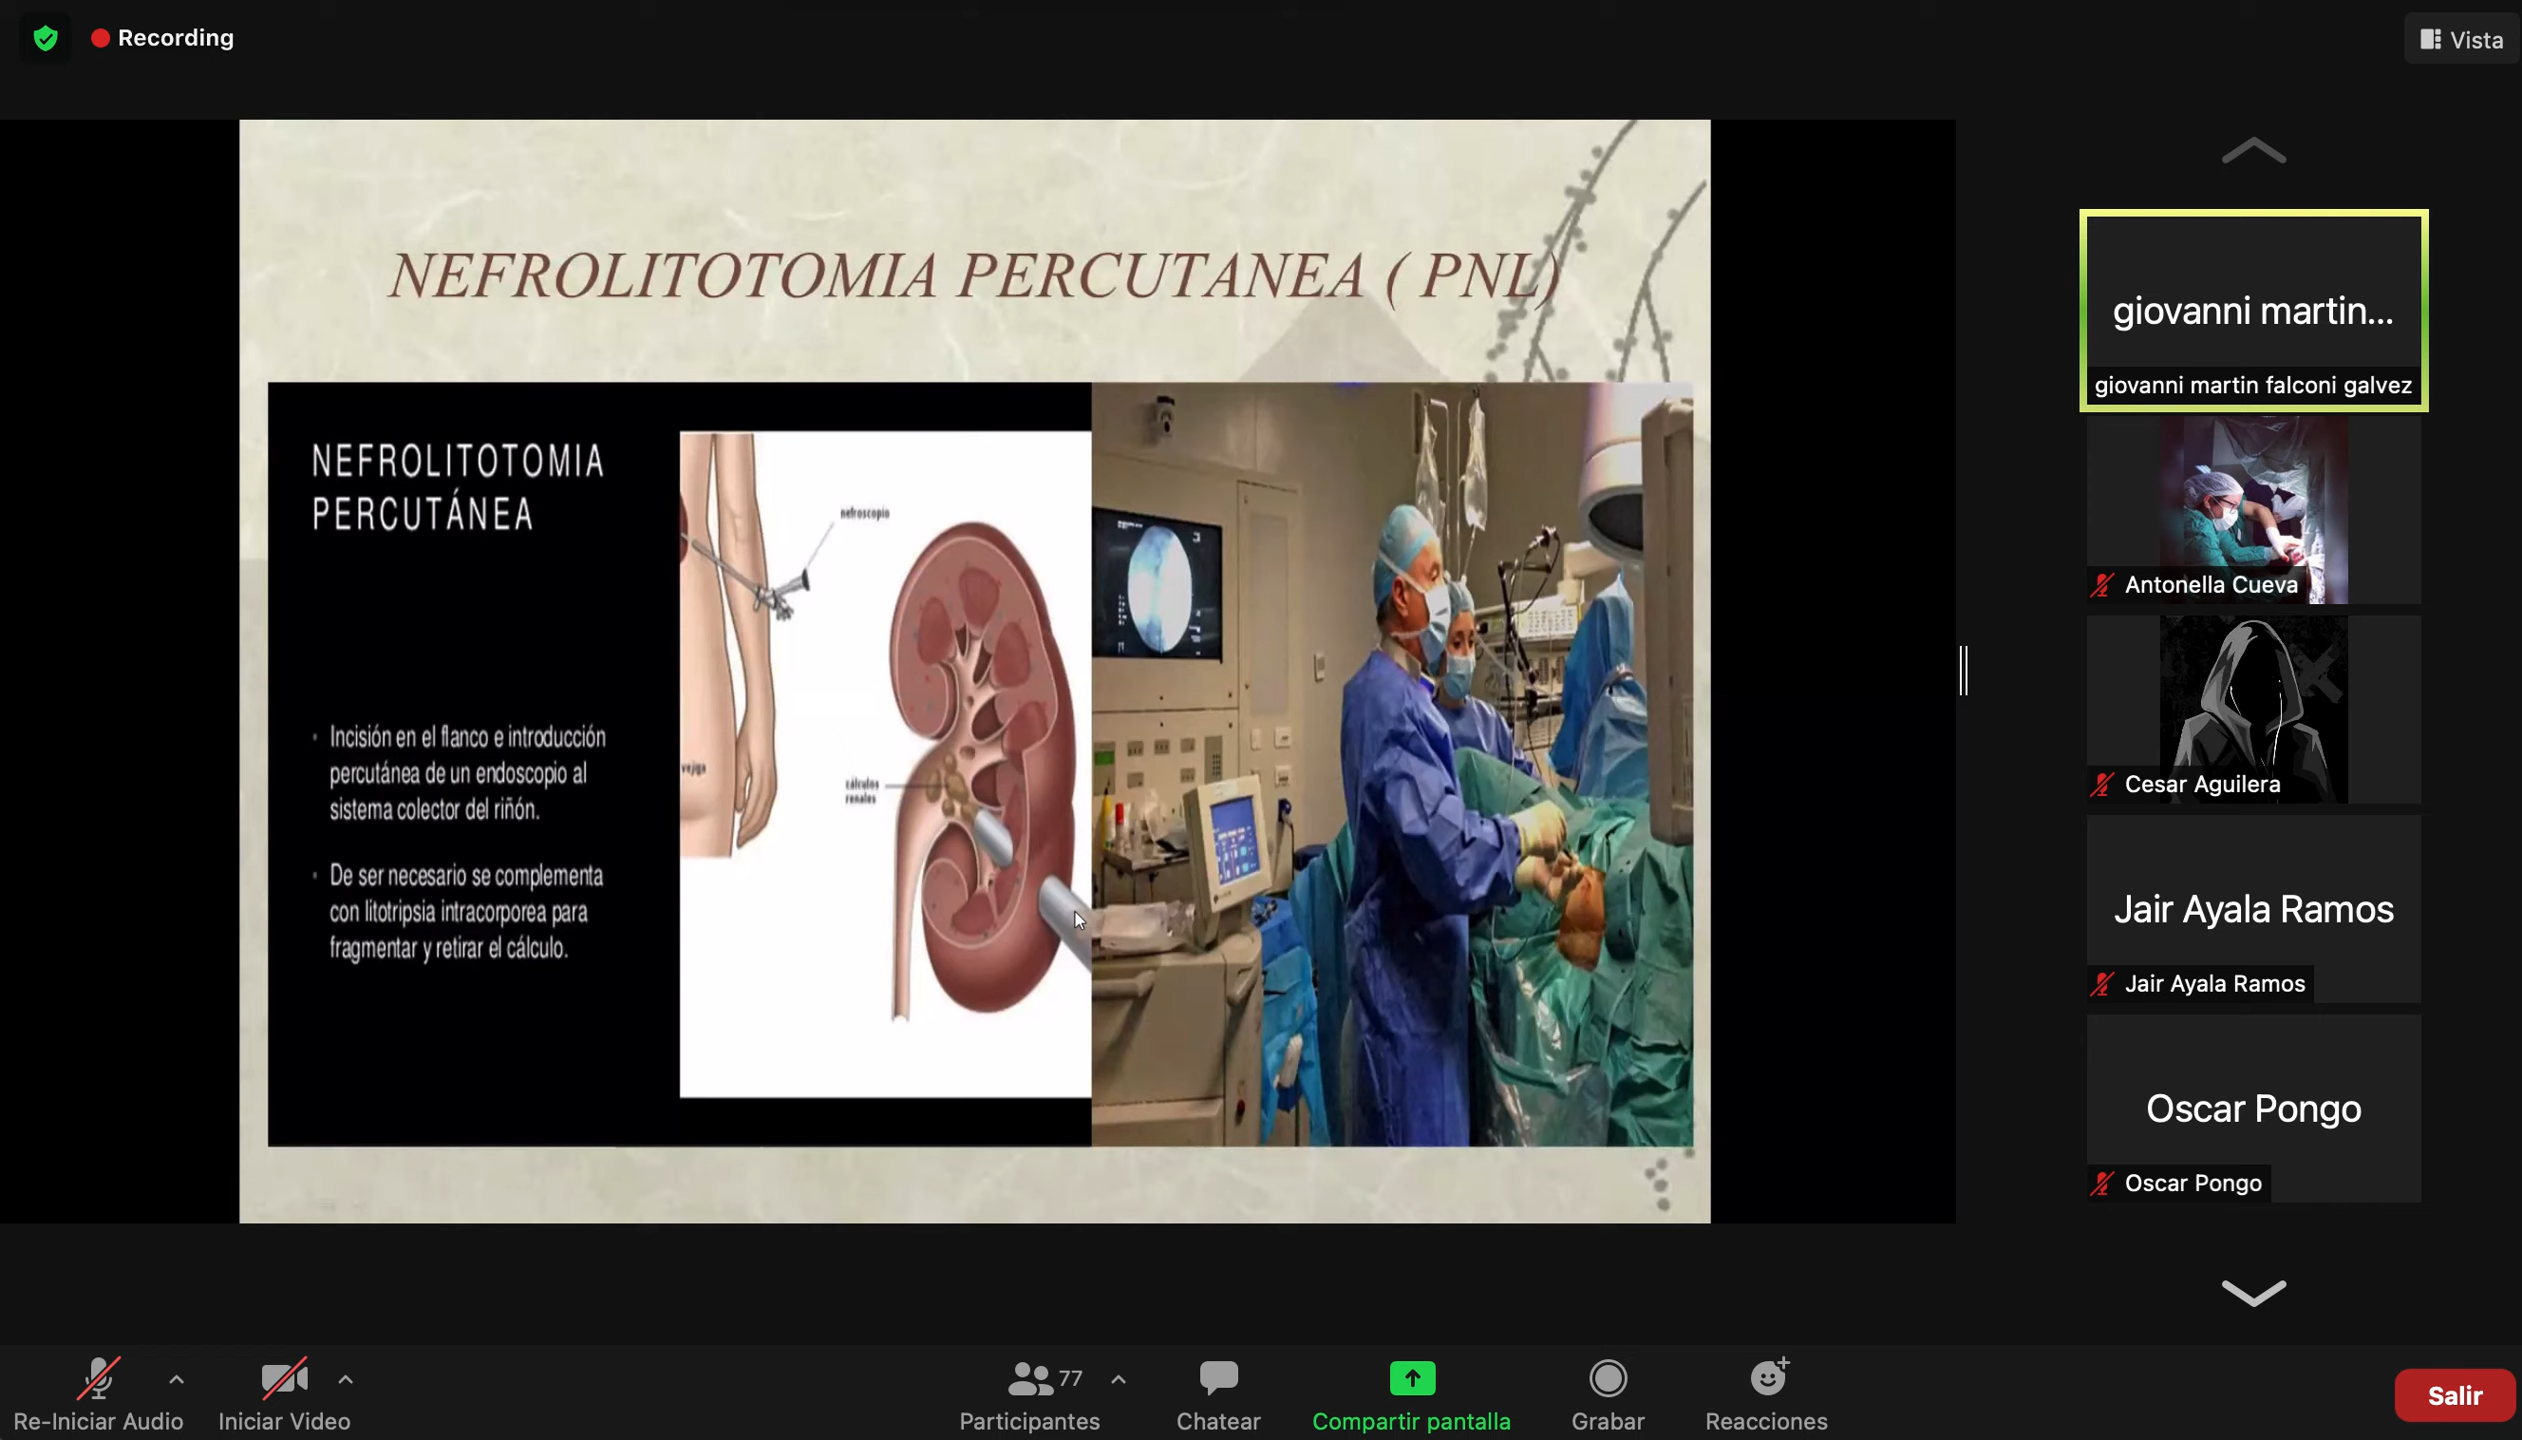 Recording
Vista
NEFROLITOTOMIA PERCUTANEA ( PNL)
NEFROLITOTOMIA
PERCUTÁNEA
Incisión en el flanco e introducción
percutánea de un endoscopio al
sistema colector del riñón.
De ser necesario se complementa
con litotripsia intracorporea para
fragmentar y retirar el cálculo.
nefroscopio
vejga
cálculos
renales
giovanni martin...
giovanni martin falconi galvez
Antonella Cueva
Cesar Aguilera
Jair Ayala Ramos
Jair Ayala Ramos
Oscar Pongo
Oscar Pongo
Re-Iniciar Audio
Iniciar Video
77
Participantes
Chatear
Compartir pantalla
Grabar
Reacciones
Salir